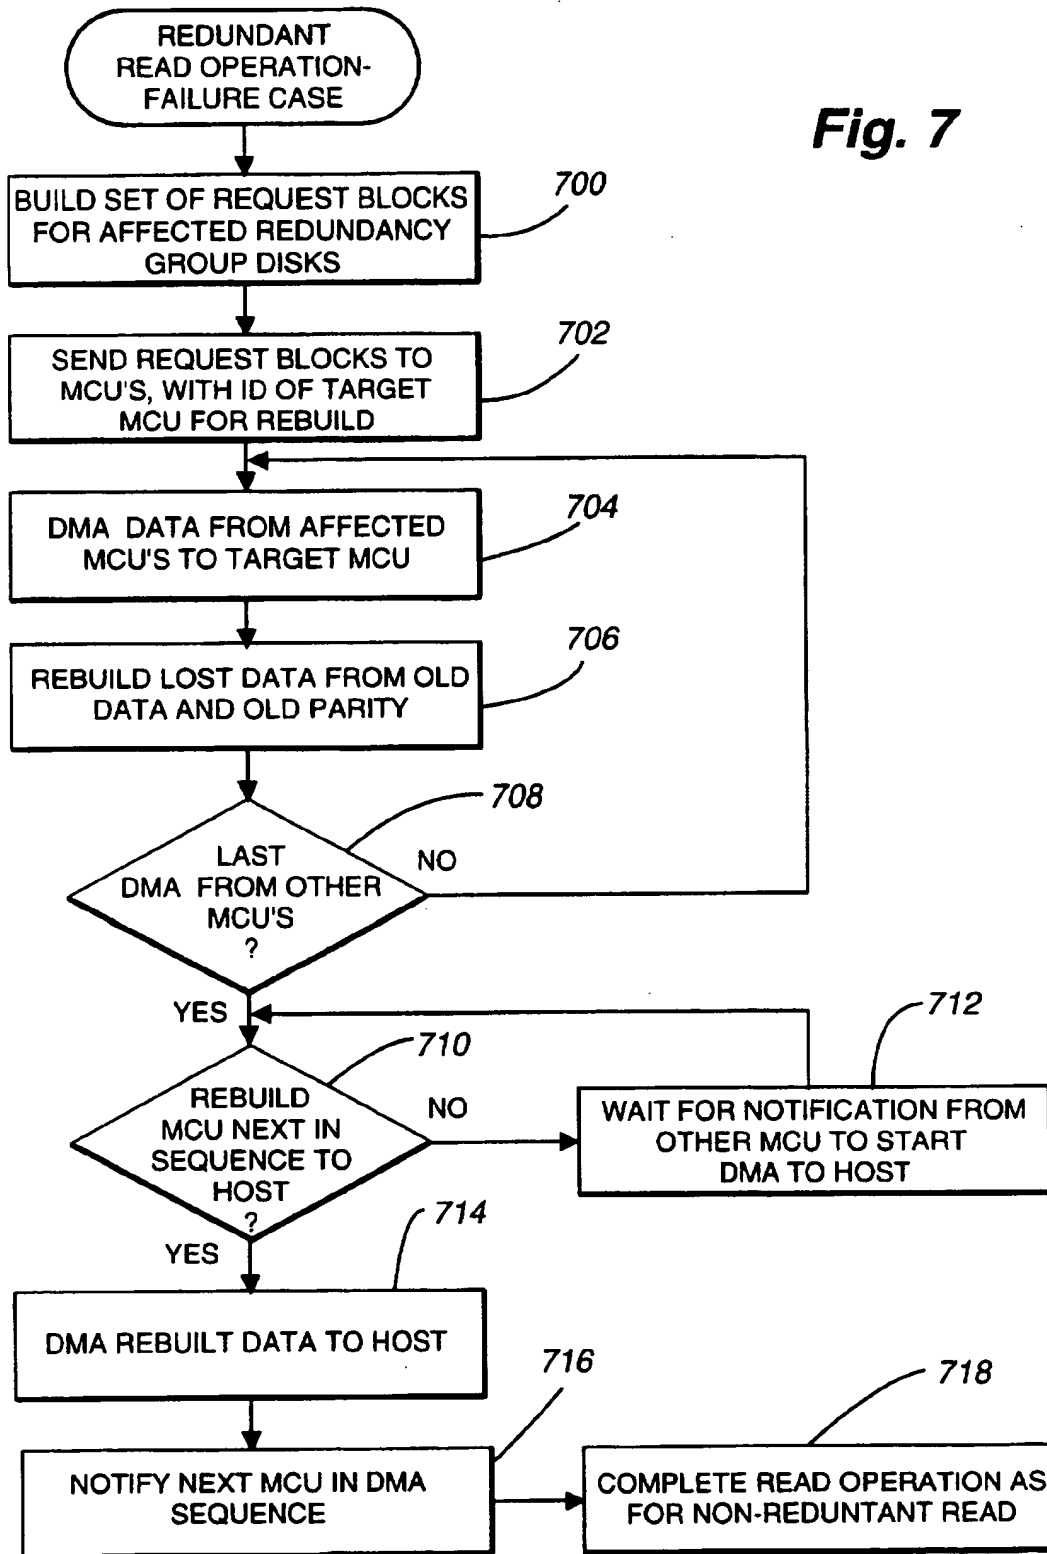 REDUNDANT
READ OPERATION-
FAILURE CASE
Fig. 7
700
BUILD SET OF REQUEST BLOCKS
FOR AFFECTED REDUNDANCY
GROUP DISKS
702
SEND REQUEST BLOCKS TO
MCU'S, WITH ID OF TARGET
MCU FOR REBUILD
704
DMA DATA FROM AFFECTED
MCU'S TO TARGET MCU
706
REBUILD LOST DATA FROM OLD
DATA AND OLD PARITY
708
LAST
DMA FROM OTHER
MCU'S
?
NO
YES
710
REBUILD
MCU NEXT IN
SEQUENCE TO
HOST
?
NO
712
WAIT FOR NOTIFICATION FROM
OTHER MCU TO START
DMA TO HOST
YES
714
DMA REBUILT DATA TO HOST
716
NOTIFY NEXT MCU IN DMA
SEQUENCE
718
COMPLETE READ OPERATION AS
FOR NON-REDUNTANT READ